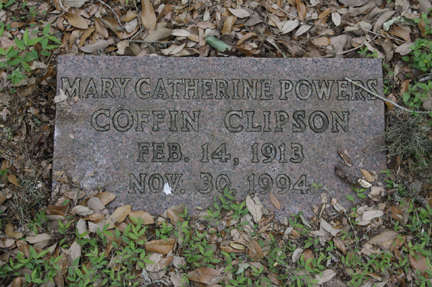 MARY CATHERINE POWERS
COFFIN CLIPSON
FEB. 14, 1913
NOV. 30, 1994